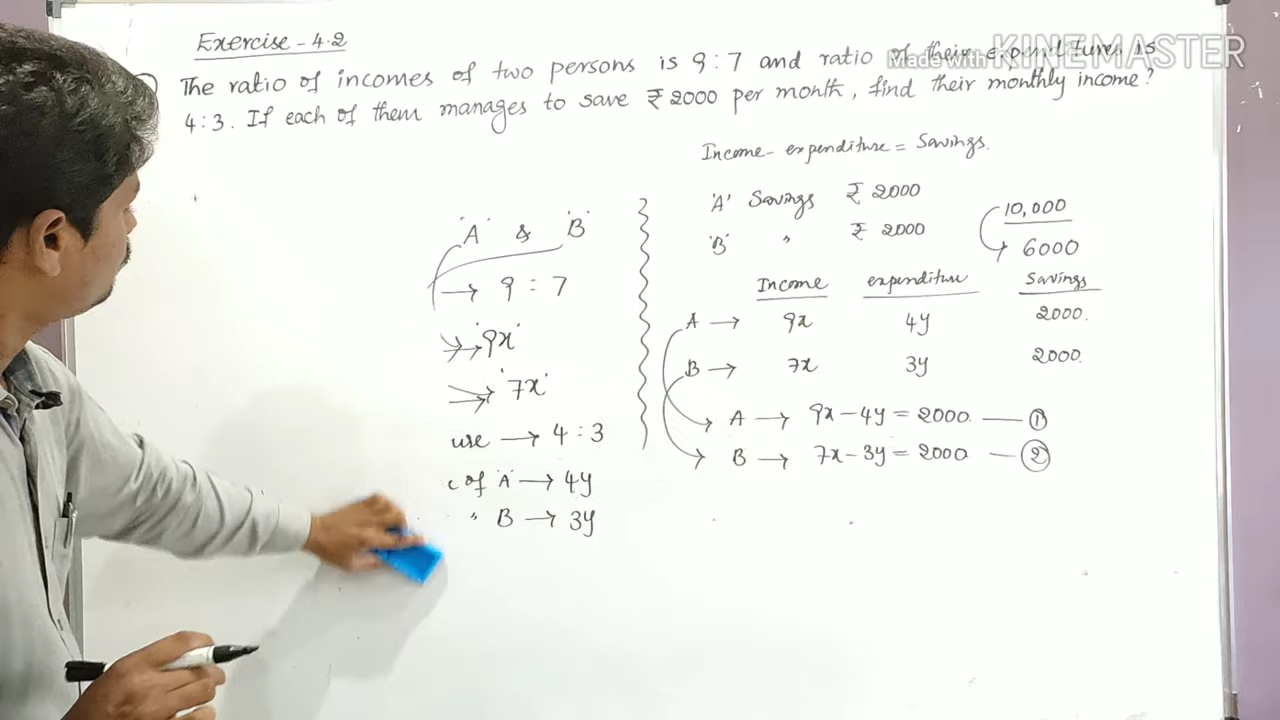 Exercise - 4.2
The ratio of incomes of two persons is 9 : 7 and ratio of their expenditures is
4 : 3. If each of them manages to save ₹ 2000 per month, find their monthly income?
Made with KINEMASTER
Income - expenditure = Savings.
'A' Savings ₹ 2000
'B' " ₹ 2000
10,000
6000
'A' & 'B'
→ 9 : 7
'9x'
'7x'
use → 4 : 3
of 'A' → 4y
" B → 3y
Income expenditure Savings
A → 9x 4y 2000.
B → 7x 3y 2000.
A → 9x - 4y = 2000. — ①
B → 7x - 3y = 2000 — ②